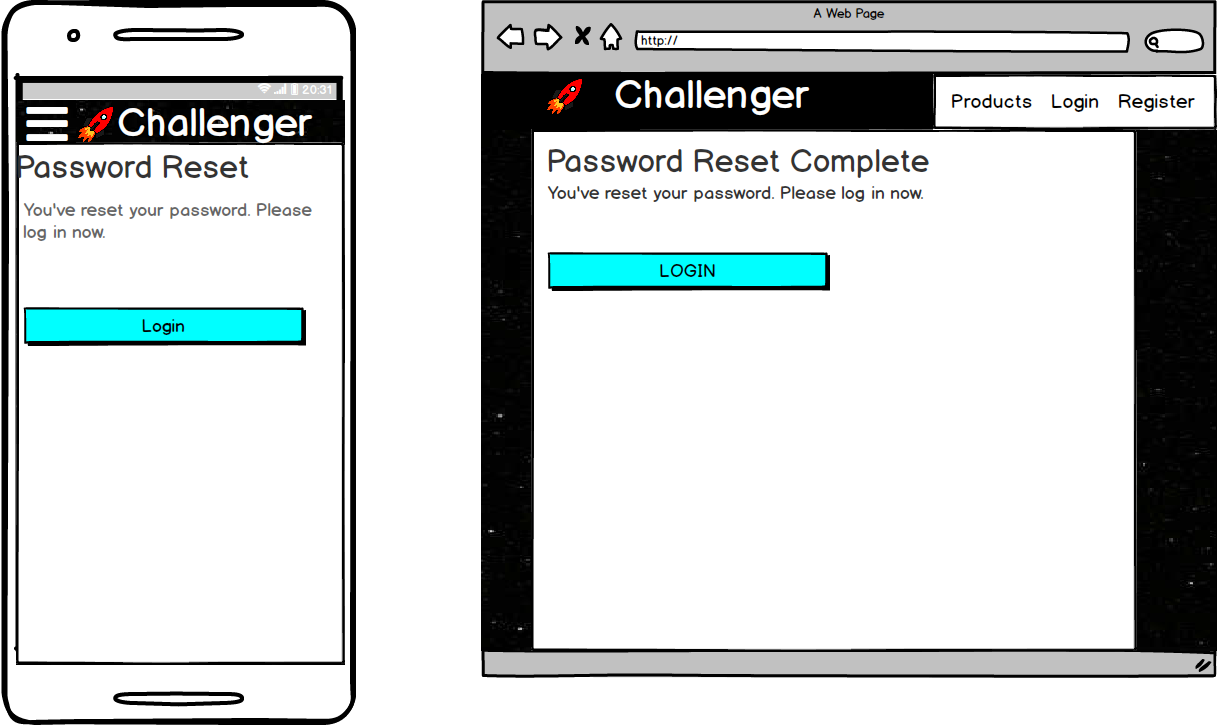 20:31
Challenger
Password Reset
You've reset your password. Please
log in now.
Login
A Web Page
http://
Challenger
Products Login Register
Password Reset Complete
You've reset your password. Please log in now.
LOGIN